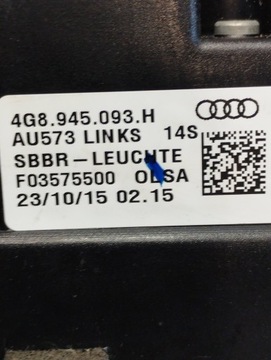 4G8.945.093.H
AU573 LINKS 14S
SBBR-LEUCHTE
F03575500 OLSA
23/10/15 02.15